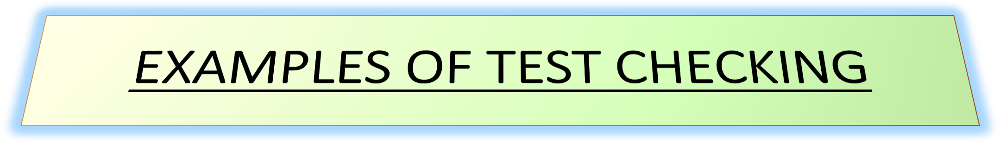 EXAMPLES OF TEST CHECKING